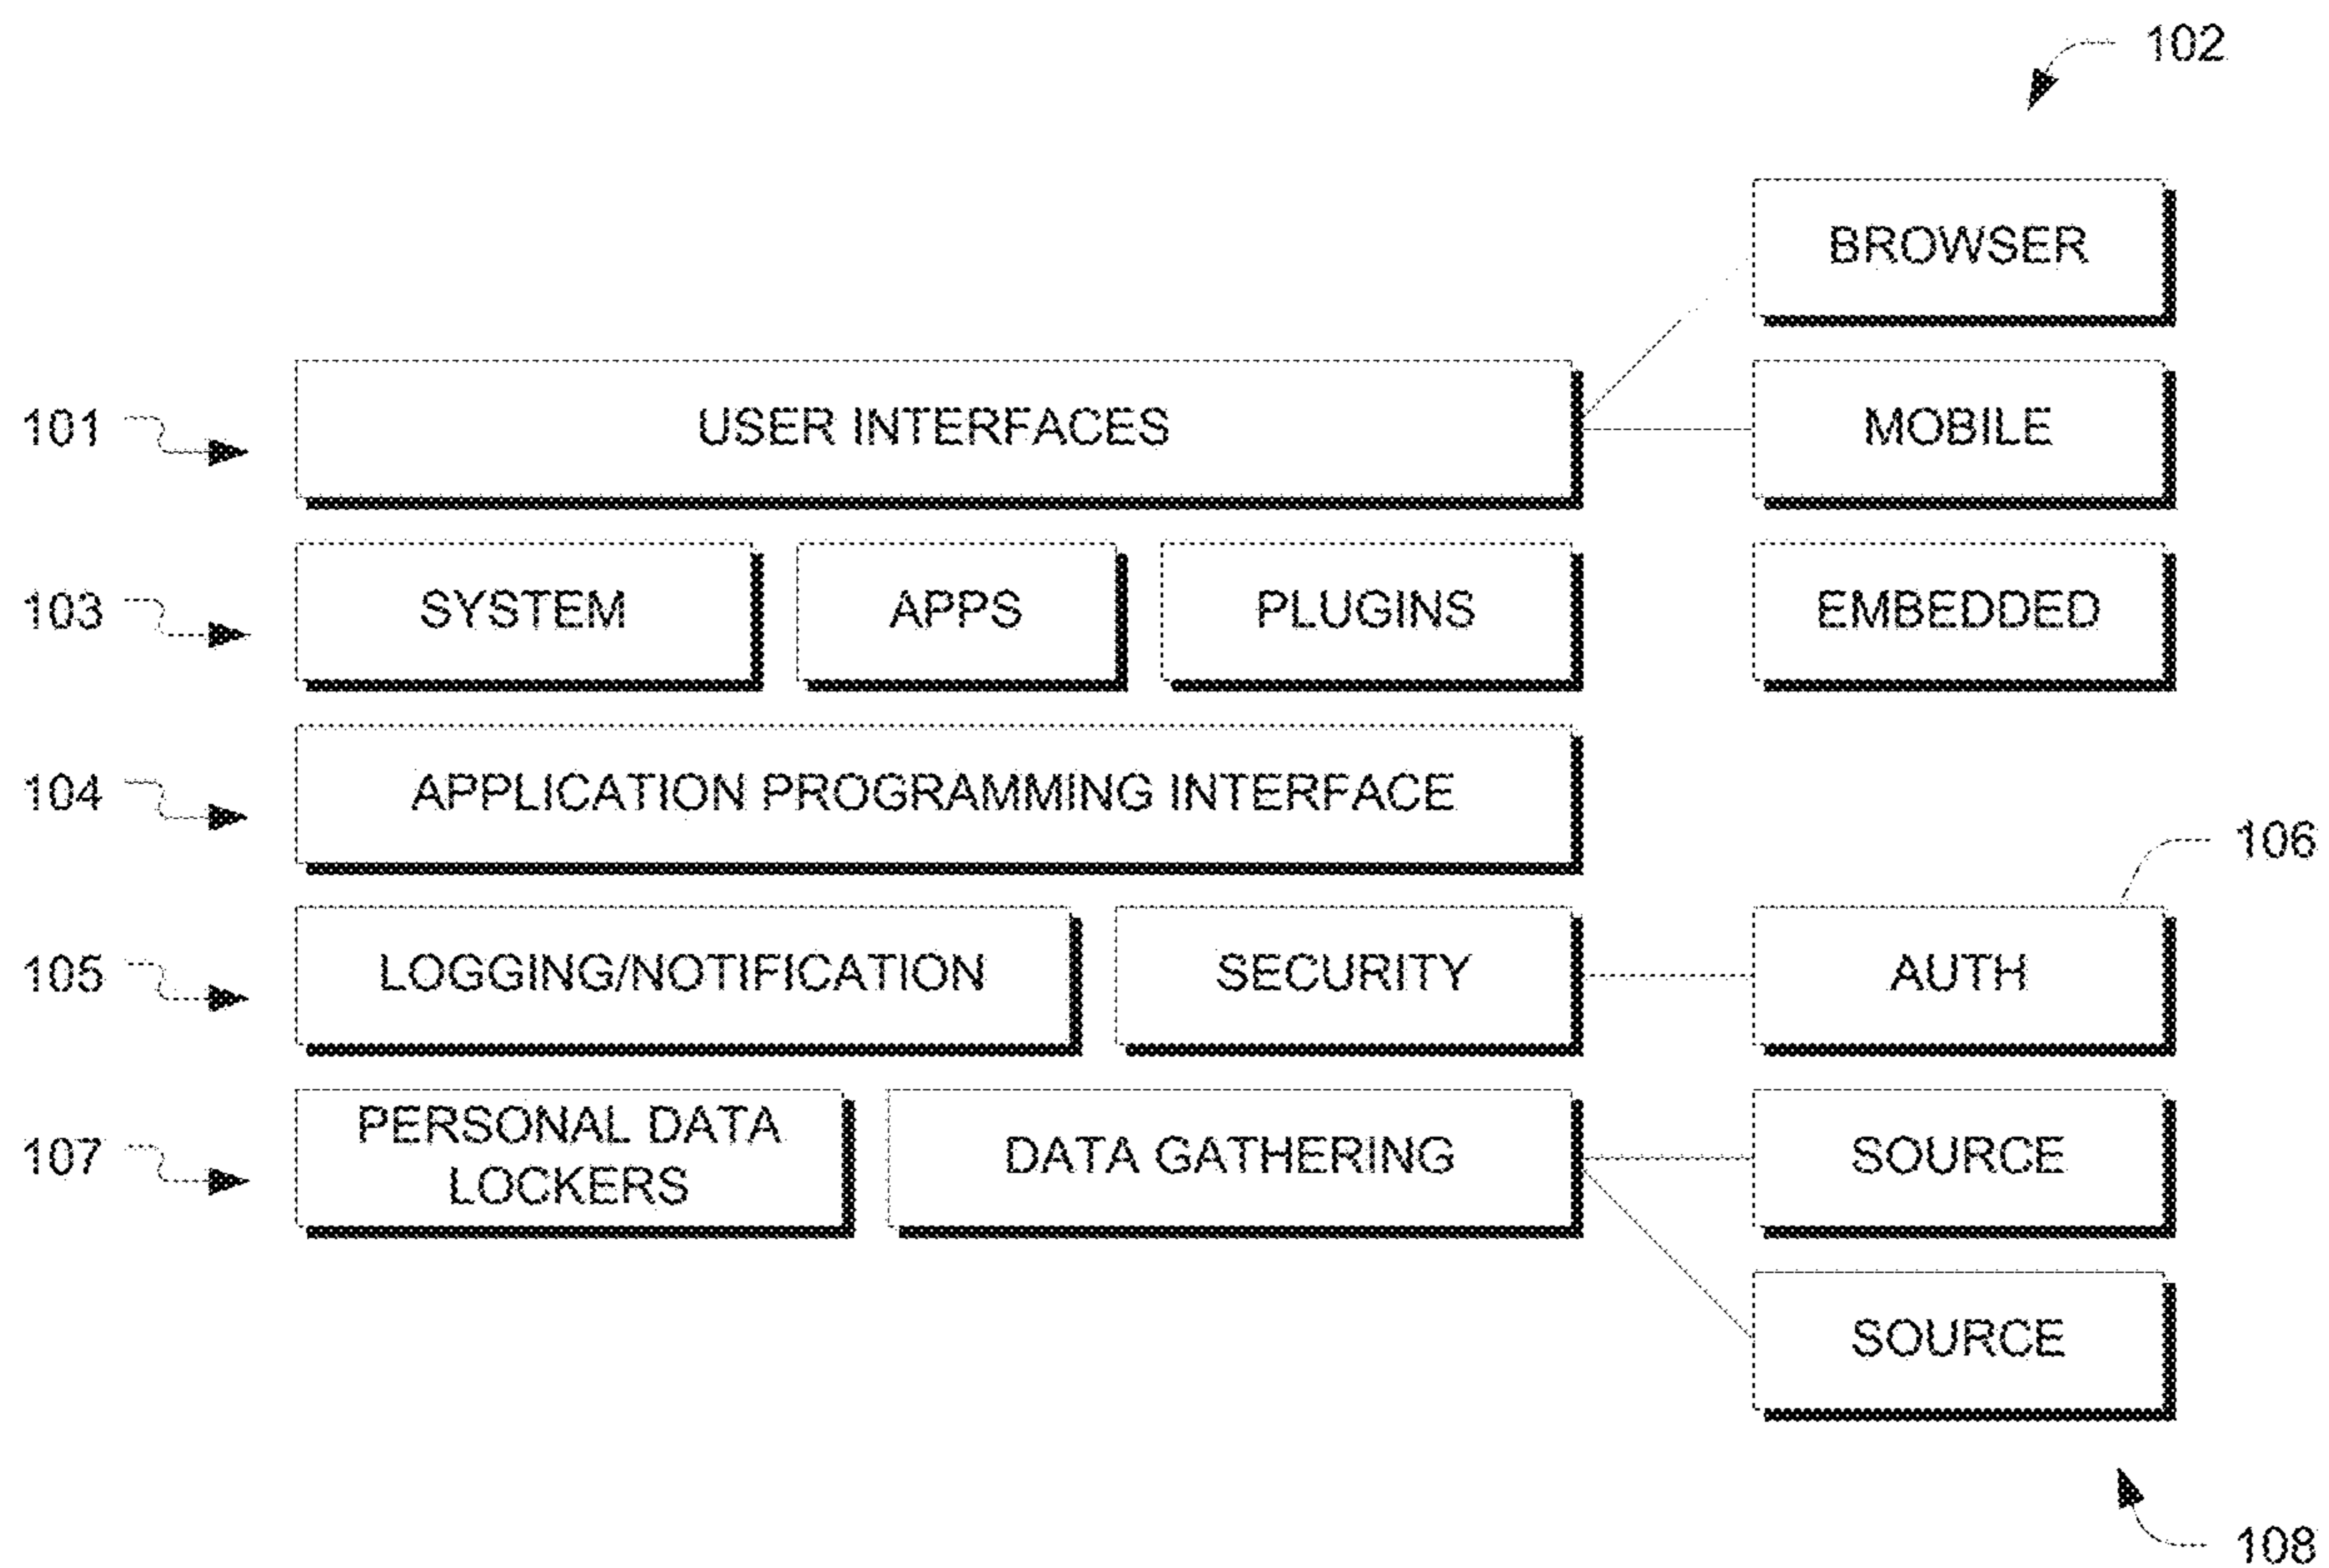 102
BROWSER
101
USER INTERFACES
MOBILE
103
SYSTEM
APPS
PLUGINS
EMBEDDED
104
APPLICATION PROGRAMMING INTERFACE
106
105
LOGGING/NOTIFICATION
SECURITY
AUTH
107
PERSONAL DATA
LOCKERS
DATA GATHERING
SOURCE
SOURCE
108